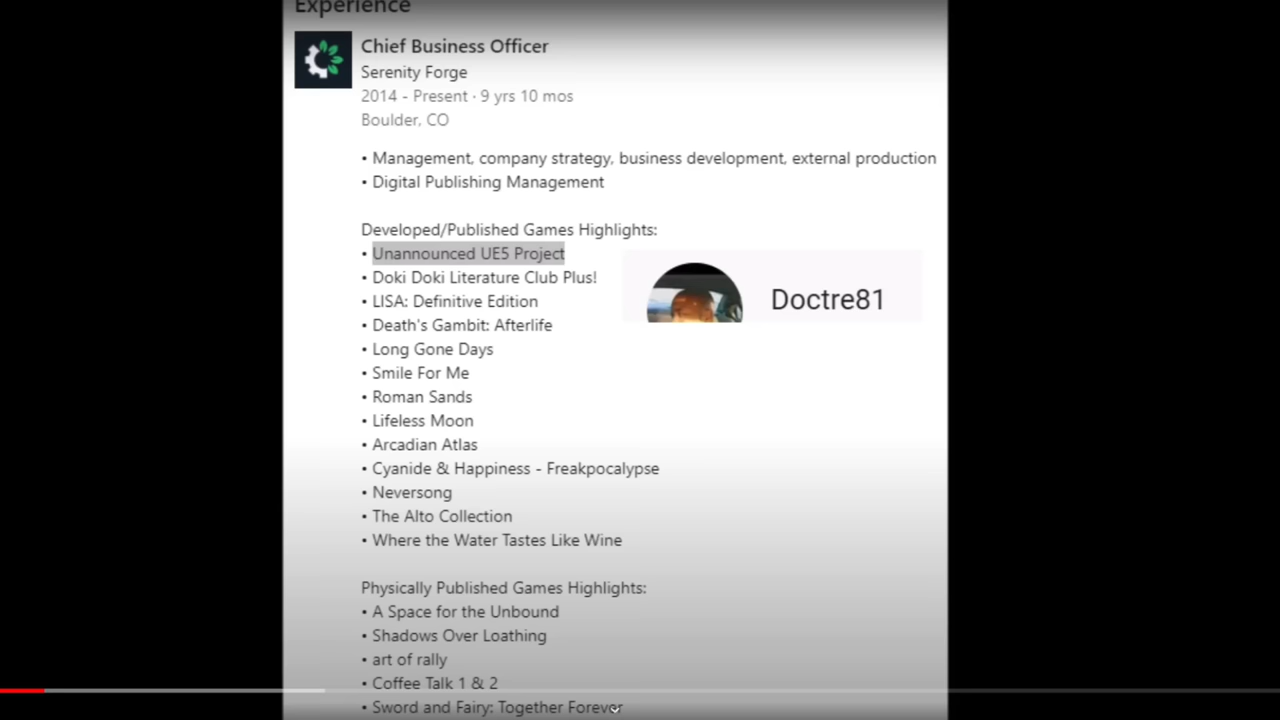 Experience
Chief Business Officer
Serenity Forge
2014 - Present · 9 yrs 10 mos
Boulder, CO
• Management, company strategy, business development, external production
• Digital Publishing Management
Developed/Published Games Highlights:
• Unannounced UE5 Project
• Doki Doki Literature Club Plus!
Doctre81
• LISA: Definitive Edition
• Death's Gambit: Afterlife
• Long Gone Days
• Smile For Me
• Roman Sands
• Lifeless Moon
• Arcadian Atlas
• Cyanide & Happiness - Freakpocalypse
• Neversong
• The Alto Collection
• Where the Water Tastes Like Wine
Physically Published Games Highlights:
• A Space for the Unbound
• Shadows Over Loathing
• art of rally
• Coffee Talk 1 & 2
• Sword and Fairy: Together Forever